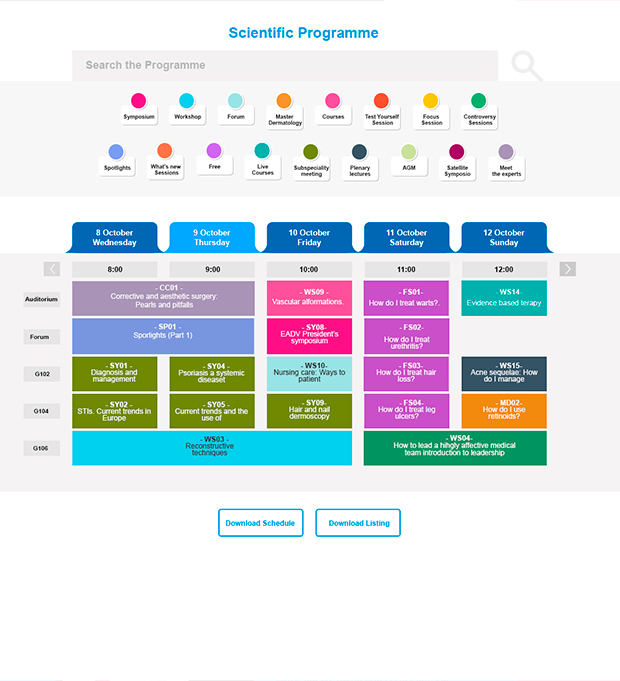 Scientific Programme
Search the Programme
Symposium
Workshop
Forum
Master
Dermatology
Courses
Test Yourself
Session
Focus
Session
Controversy
Sessions
Spotlights
What's new
Sessions
Free
Live
Courses
Subspeciality
meeting
Plenary
lectures
AGM
Satellite
Symposio
Meet
the experts
8 October
Wednesday
9 October
Thursday
10 October
Friday
11 October
Saturday
12 October
Sunday
8:00
9:00
10:00
11:00
12:00
Auditorium
- CC01 -
Corrective and aesthetic surgery:
Pearls and pitfalls
- WS09 -
Vascular alformations.
- FS01-
How do I treat warts?.
- WS14-
Evidence based terapy
Forum
- SP01 -
Sporlights (Part 1)
- SY08-
EADV President's
symposium
- FS02-
How do I treat
urethritis?
G102
- SY01 -
Diagnosis and
management
- SY04 -
Psoriasis a systemic
diseaset
- WS10-
Nursing care: Ways to
patient
- FS03-
How do I treat hair
loss?
- WS15-
Acne sequelae: How
do I manage
G104
- SY02 -
STIs. Current trends in
Europe
- SY05 -
Current trends and the
use of
- SY09 -
Hair and nail
dermoscopy
- FS04-
How do I treat leg
ulcers?
- MD02-
How do I use
retinoids?
G106
- WS03 -
Reconstructive
techniques
- WS04-
How to lead a hihgly affective medical
team introduction to leadership
Download Schedule
Download Listing